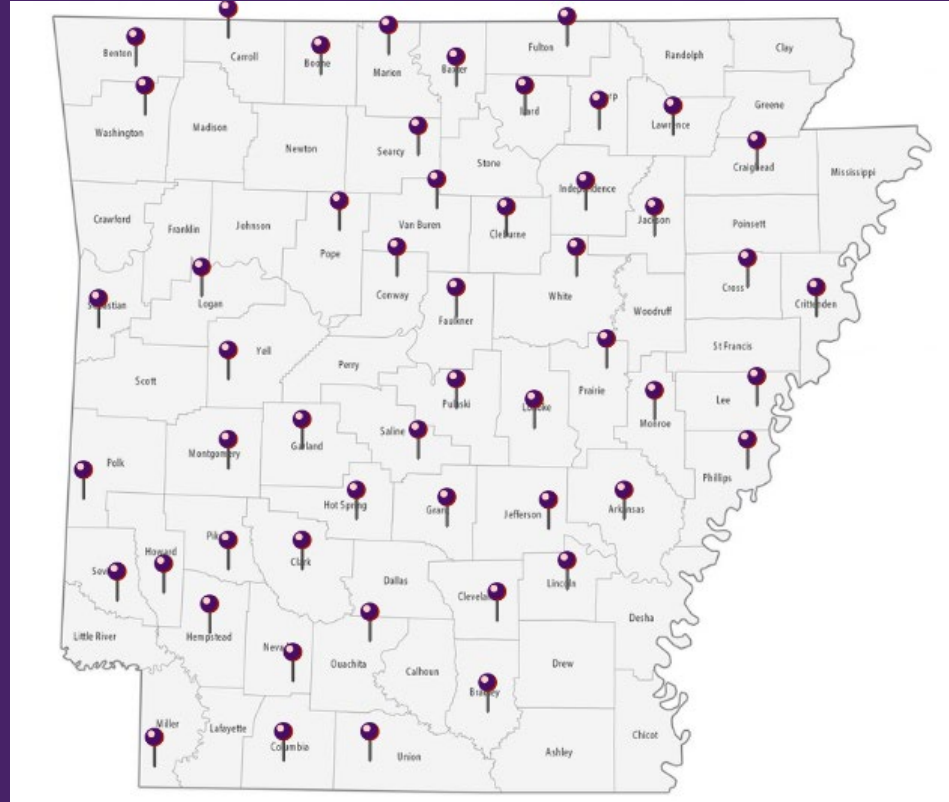 Benton
Carroll
Boone
Marion
Baxter
Fulton
Randolph
Clay
Greene
Lawrence
Washington
Madison
Newton
Searcy
Stone
Independence
Craighead
Mississippi
Crawford
Franklin
Johnson
Pope
Van Buren
Cleburne
Jackson
Poinsett
Logan
Conway
Faulkner
White
Woodruff
Cross
Crittenden
Scott
Yell
Perry
Pulaski
Prairie
St Francis
Lee
Monroe
Polk
Montgomery
Garland
Saline
Phillips
Hot Spring
Grant
Jefferson
Arkansas
Howard
Clark
Dallas
Cleveland
Lincoln
Desha
Little River
Hempstead
Ouachita
Calhoun
Bradley
Drew
Miller
Lafayette
Columbia
Union
Ashley
Chicot